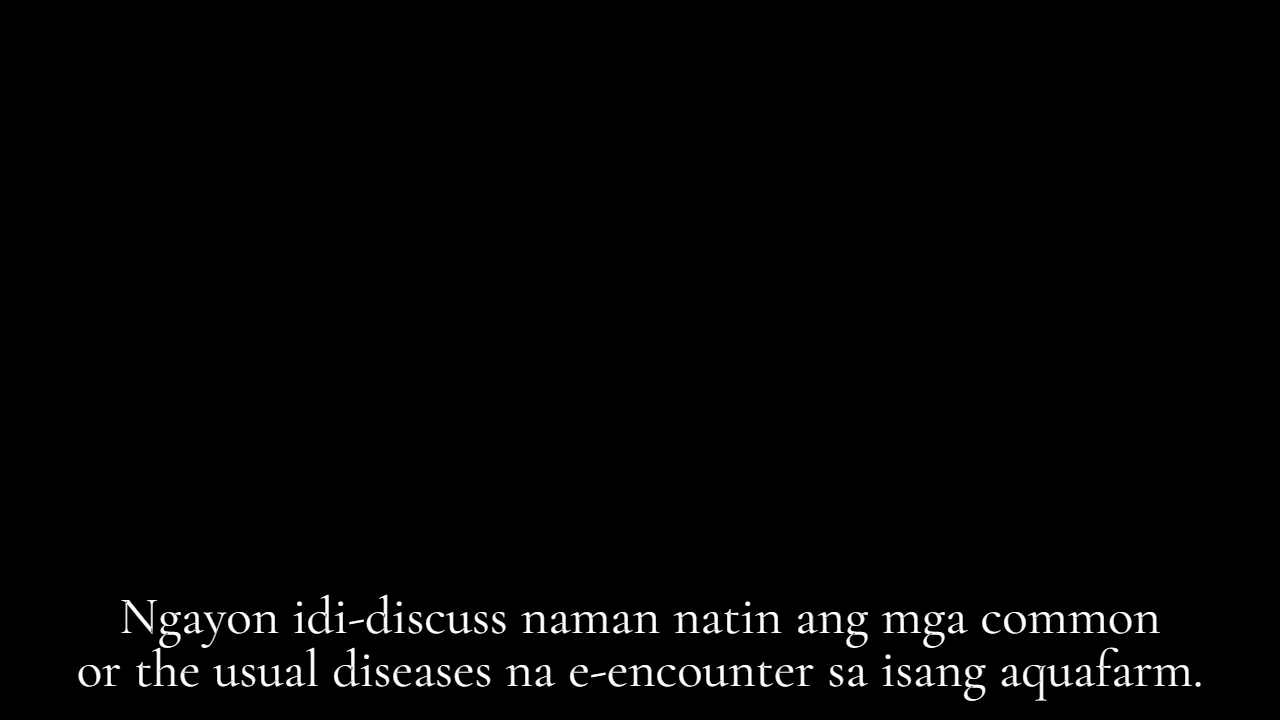 Ngayon idi-discuss naman natin ang mga common
or the usual diseases na e-encounter sa isang aquafarm.